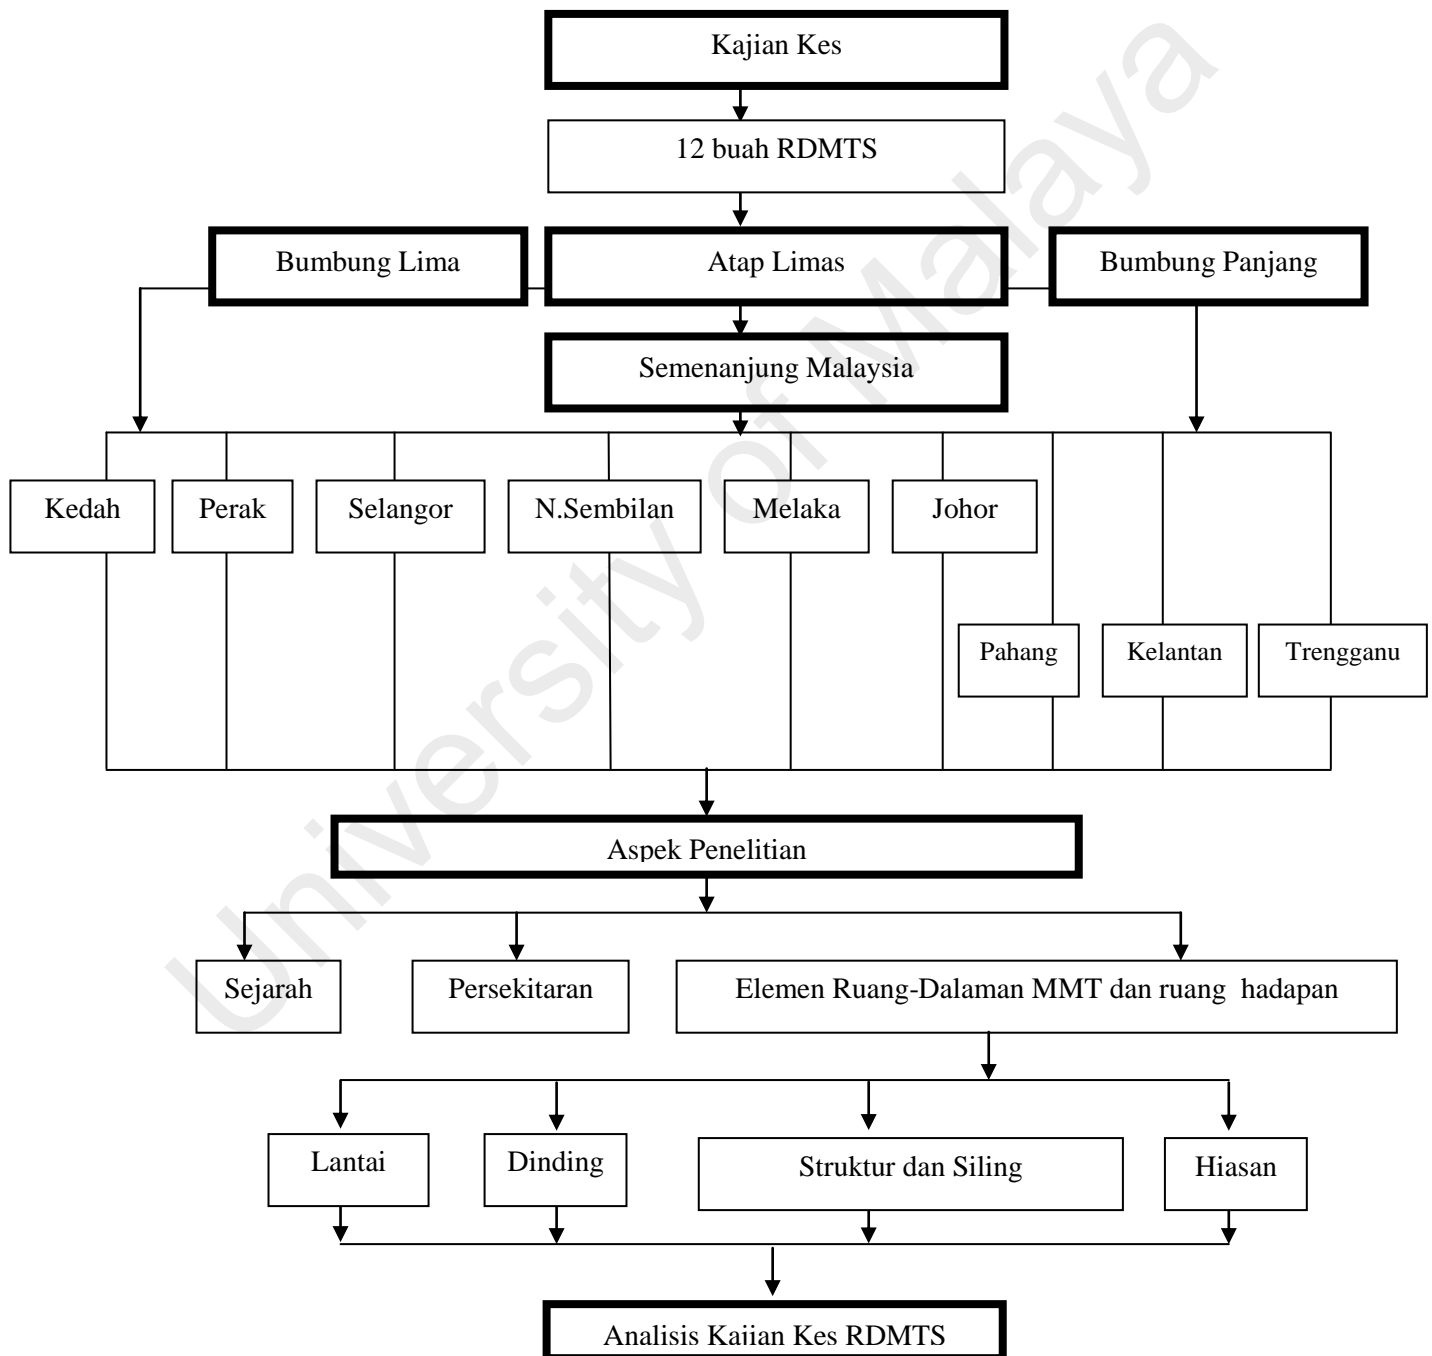 Kajian Kes
12 buah RDMTS
Bumbung Lima
Atap Limas
Bumbung Panjang
Semenanjung Malaysia
Kedah
Perak
Selangor
N.Sembilan
Melaka
Johor
Pahang
Kelantan
Trengganu
Aspek Penelitian
Sejarah
Persekitaran
Elemen Ruang-Dalaman MMT dan ruang hadapan
Lantai
Dinding
Struktur dan Siling
Hiasan
Analisis Kajian Kes RDMTS
University of Malaya